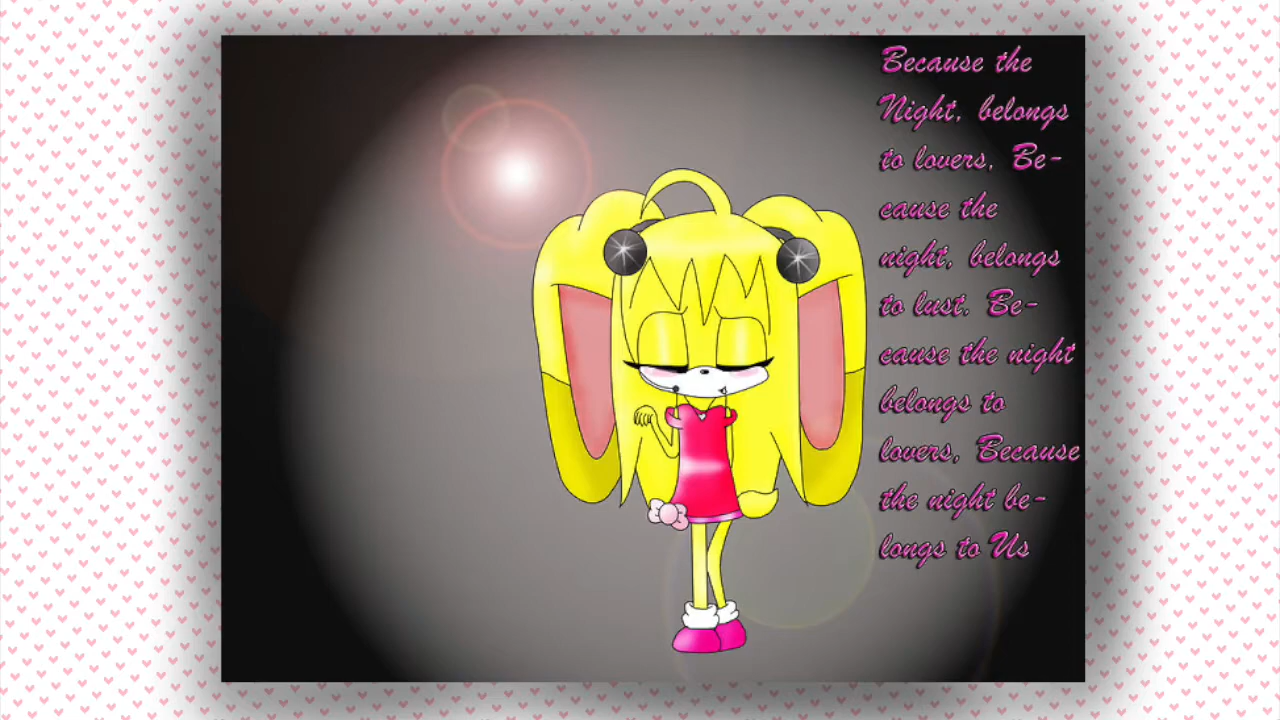 Because the
Night, belongs
to lovers, Be-
cause the
night, belongs
to lust. Be-
cause the night
belongs to
lovers, Because
the night be-
longs to Us